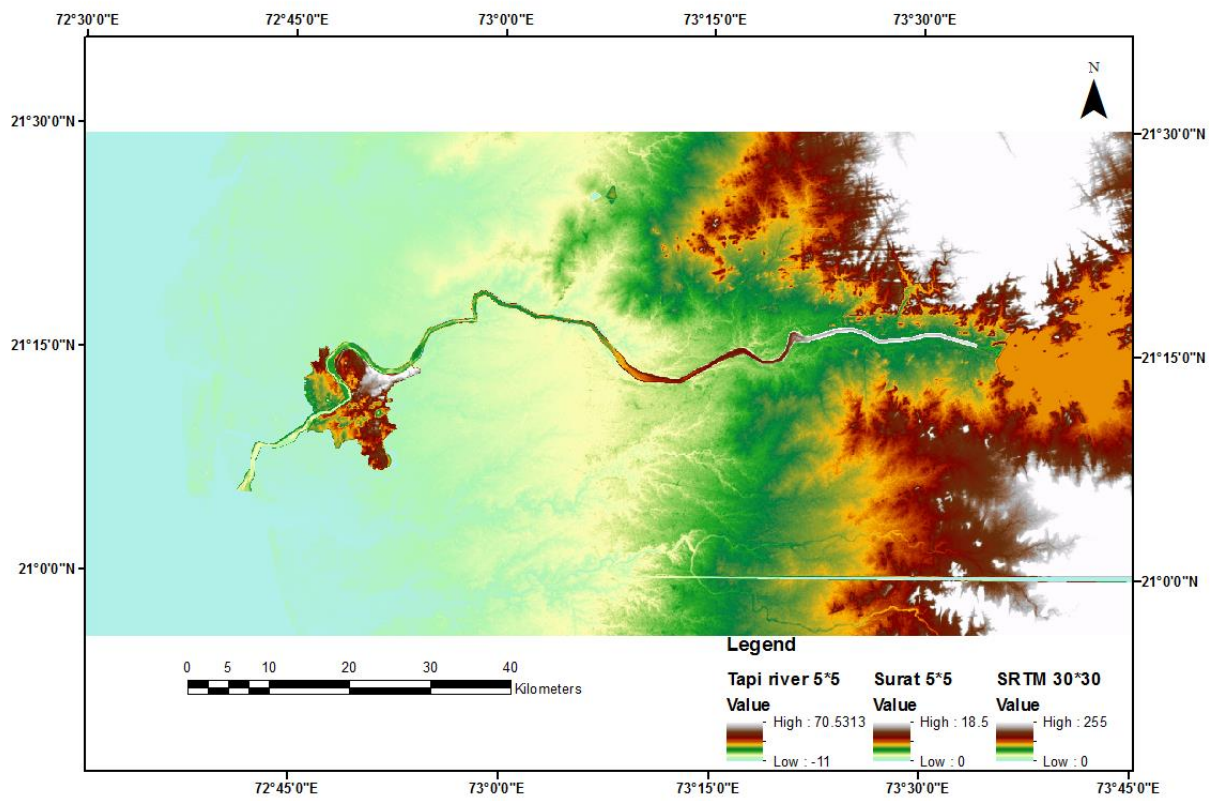 72°30'0"E 72°45'0"E 73°0'0"E 73°15'0"E 73°30'0"E
N
21°30'0"N 21°30'0"N
21°15'0"N 21°15'0"N
21°0'0"N 21°0'0"N
Legend
0 5 10 20 30 40
Kilometers
Tapi river 5*5 Surat 5*5 SRTM 30*30
Value Value Value
High : 70.5313 High : 18.5 High : 255
Low : -11 Low : 0 Low : 0
72°45'0"E 73°0'0"E 73°15'0"E 73°30'0"E 73°45'0"E